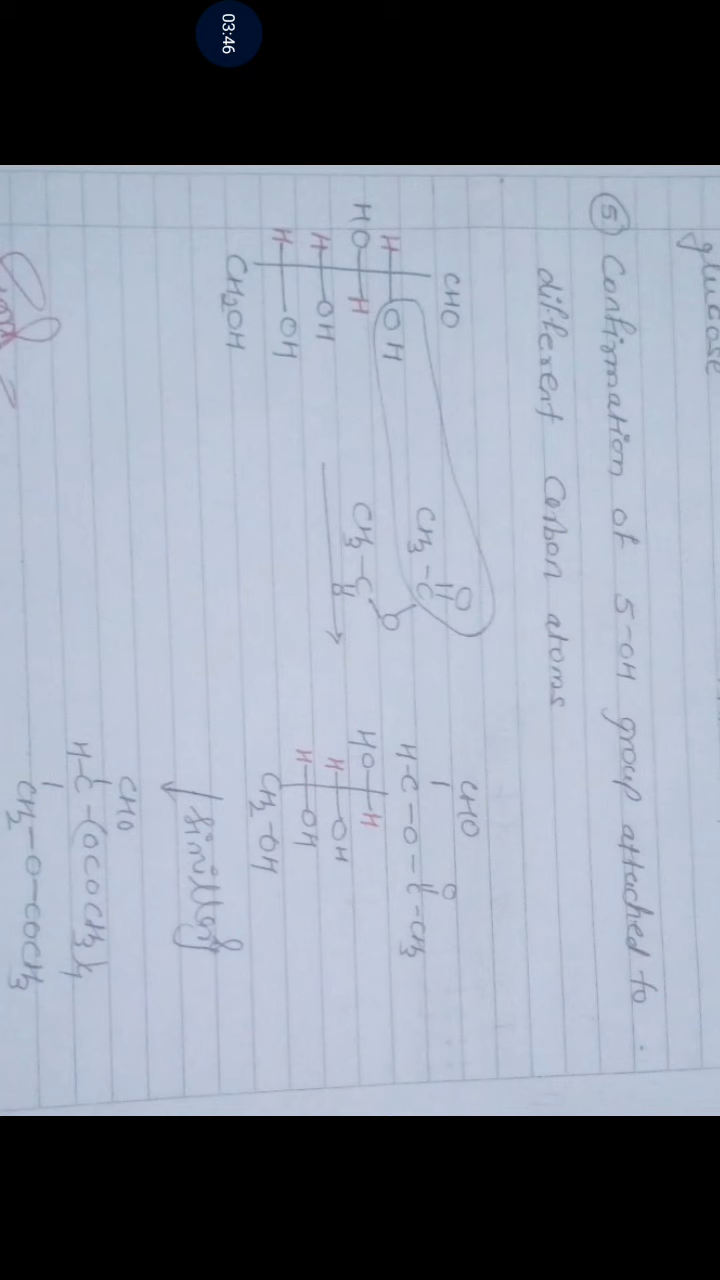 03:46
glucose
⑤ Confirmation of 5-OH group attached to
different Carbon atoms
CHO
H OH
HO H
H OH
H OH
CH2OH
O
CH3-C
O
CH3-C
O
CHO
O
H-C-O-C-CH3
HO H
H OH
H OH
CH2-OH
CHO
H-C-(OCOCH3)4
CH2-O-COCH3